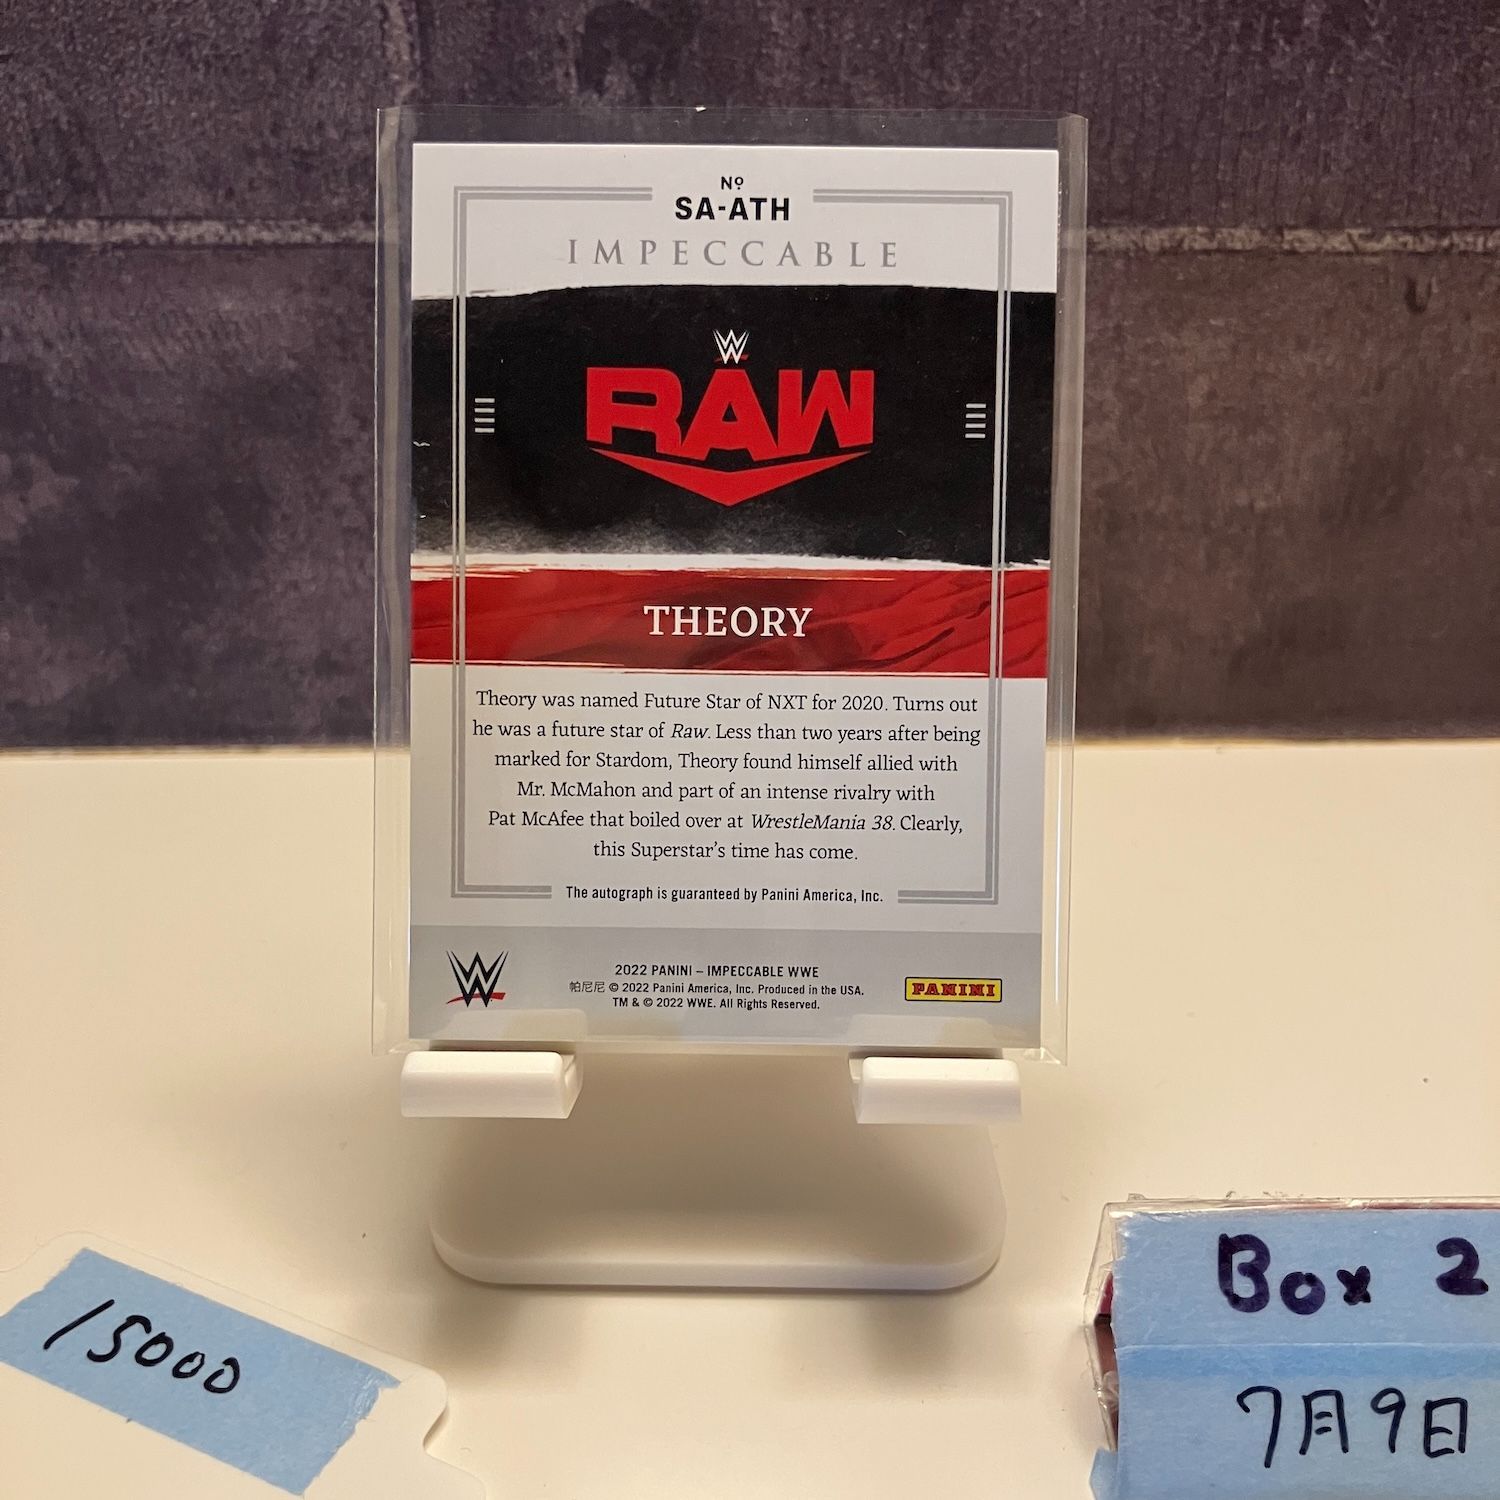 Nº
SA-ATH
IMPECCABLE
W
RAW
THEORY
Theory was named Future Star of NXT for 2020. Turns out
he was a future star of Raw. Less than two years after being
marked for Stardom, Theory found himself allied with
Mr. McMahon and part of an intense rivalry with
Pat McAfee that boiled over at WrestleMania 38. Clearly,
this Superstar's time has come.
The autograph is guaranteed by Panini America, Inc.
W
2022 PANINI – IMPECCABLE WWE
帕尼尼 © 2022 Panini America, Inc. Produced in the USA.
TM & © 2022 WWE. All Rights Reserved.
PANINI
15000
Box 2
7月9日